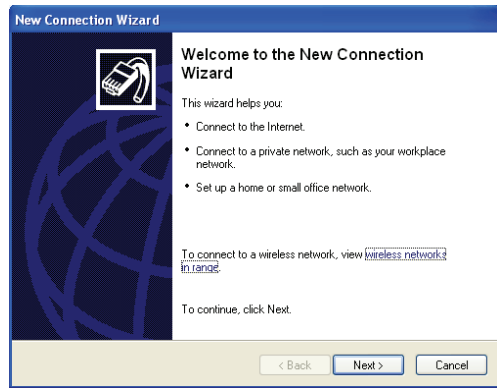 New Connection Wizard
Welcome to the New Connection
Wizard
This wizard helps you:
• Connect to the Internet.
• Connect to a private network, such as your workplace
network.
• Set up a home or small office network.
To connect to a wireless network, view wireless networks
in range.
To continue, click Next.
< Back Next > Cancel